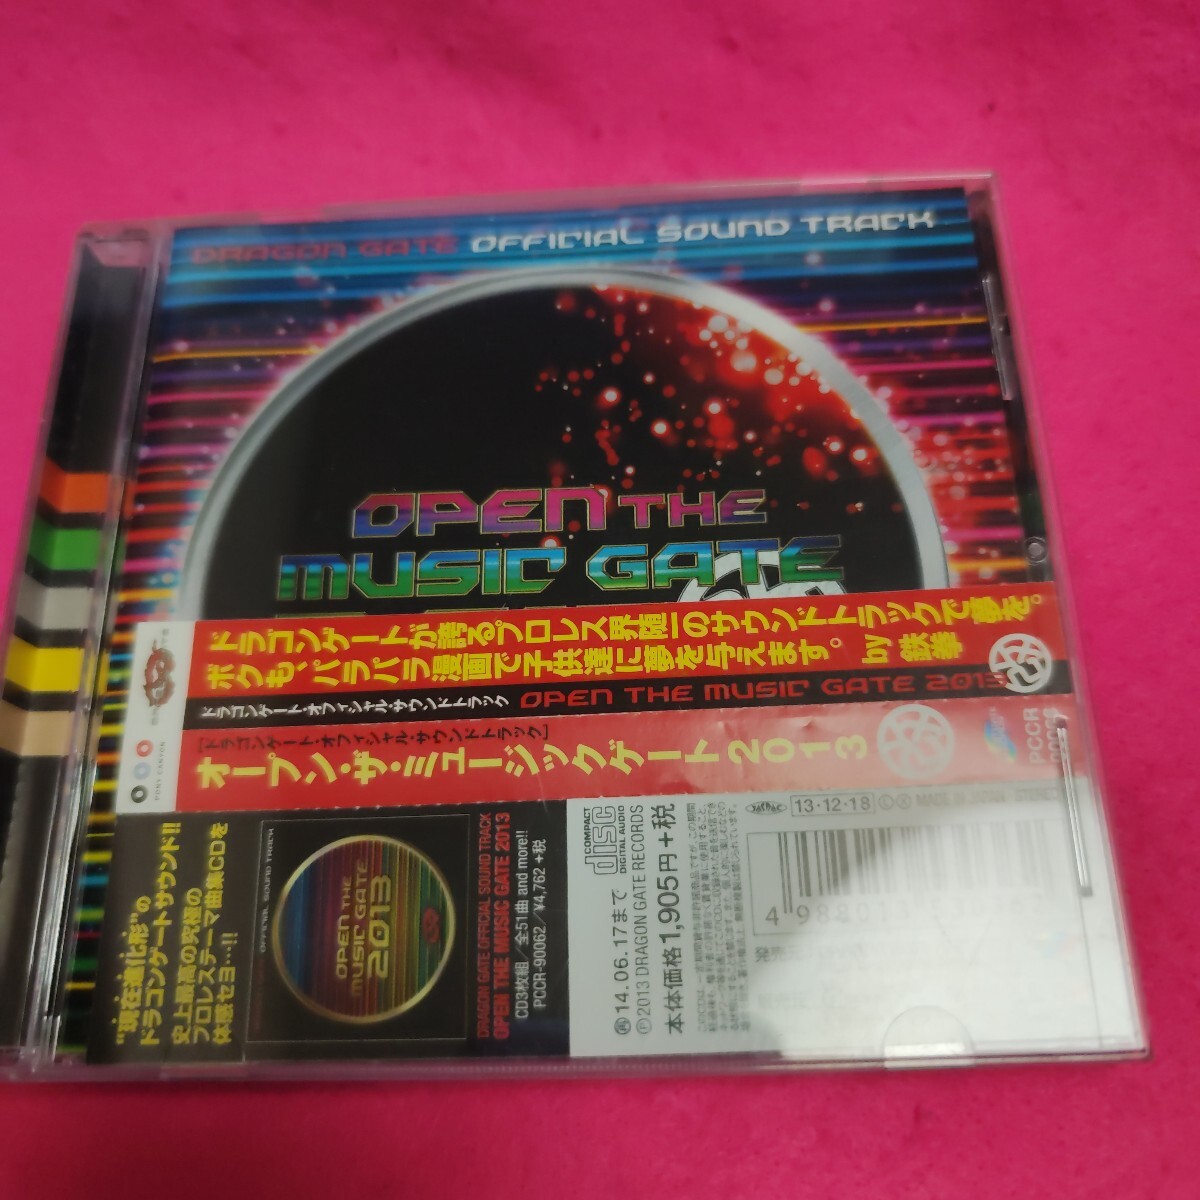 DRAGON GATE OFFICIAL SOUND TRACK
OPEN THE
MUSIC GATE
ドラゴンゲートが誇るプロレス界随一のサウンドトラックで夢を。
ボクも、パラパラ漫画で子供達に夢を与えます。 by 鉄拳
ドラゴンゲート・オフィシャル・サウンドトラック OPEN THE MUSIC GATE 2013
[ドラゴンゲート・オフィシャル・サウンドトラック]
オープン・ザ・ミュージックゲート2013
PONY CANYON
PCCR
"現在進化形"の
ドラゴンゲートサウンド!!
史上最高の究極の
プロレステーマ曲集CDを
体感セヨ…!!
OFFICIAL SOUND TRACK
OPEN THE
MUSIC GATE
2013
DRAGON GATE OFFICIAL SOUND TRACK
OPEN THE MUSIC GATE 2013
CD3枚組/全51曲 and more!!
PCCR-90062/¥4,762+税
COMPACT
disc
DIGITAL AUDIO
14.06.17まで
Ⓟ2013 DRAGON GATE RECORDS
本体価格1,905円+税
13・12・18